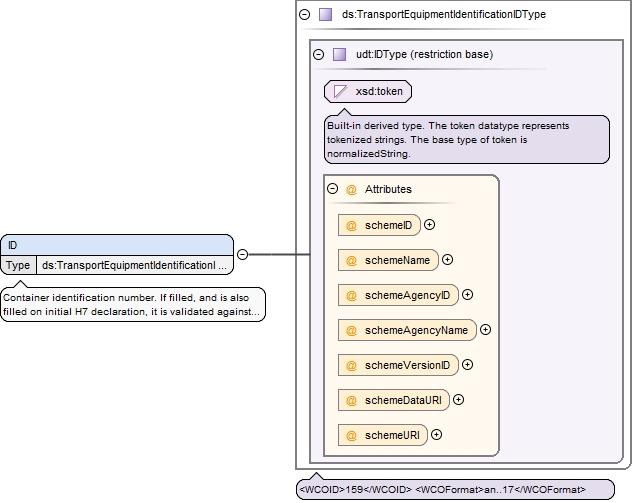 ds:TransportEquipmentIdentificationIDType
udt:IDType (restriction base)
xsd:token
Built-in derived type. The token datatype represents
tokenized strings. The base type of token is
normalizedString.
@ Attributes
@ schemeID
@ schemeName
@ schemeAgencyID
@ schemeAgencyName
@ schemeVersionID
@ schemeDataURI
@ schemeURI
ID
Type ds:TransportEquipmentIdentificationI ...
Container identification number. If filled, and is also
filled on initial H7 declaration, it is validated against...
<WCOID>159</WCOID> <WCOFormat>an..17</WCOFormat>